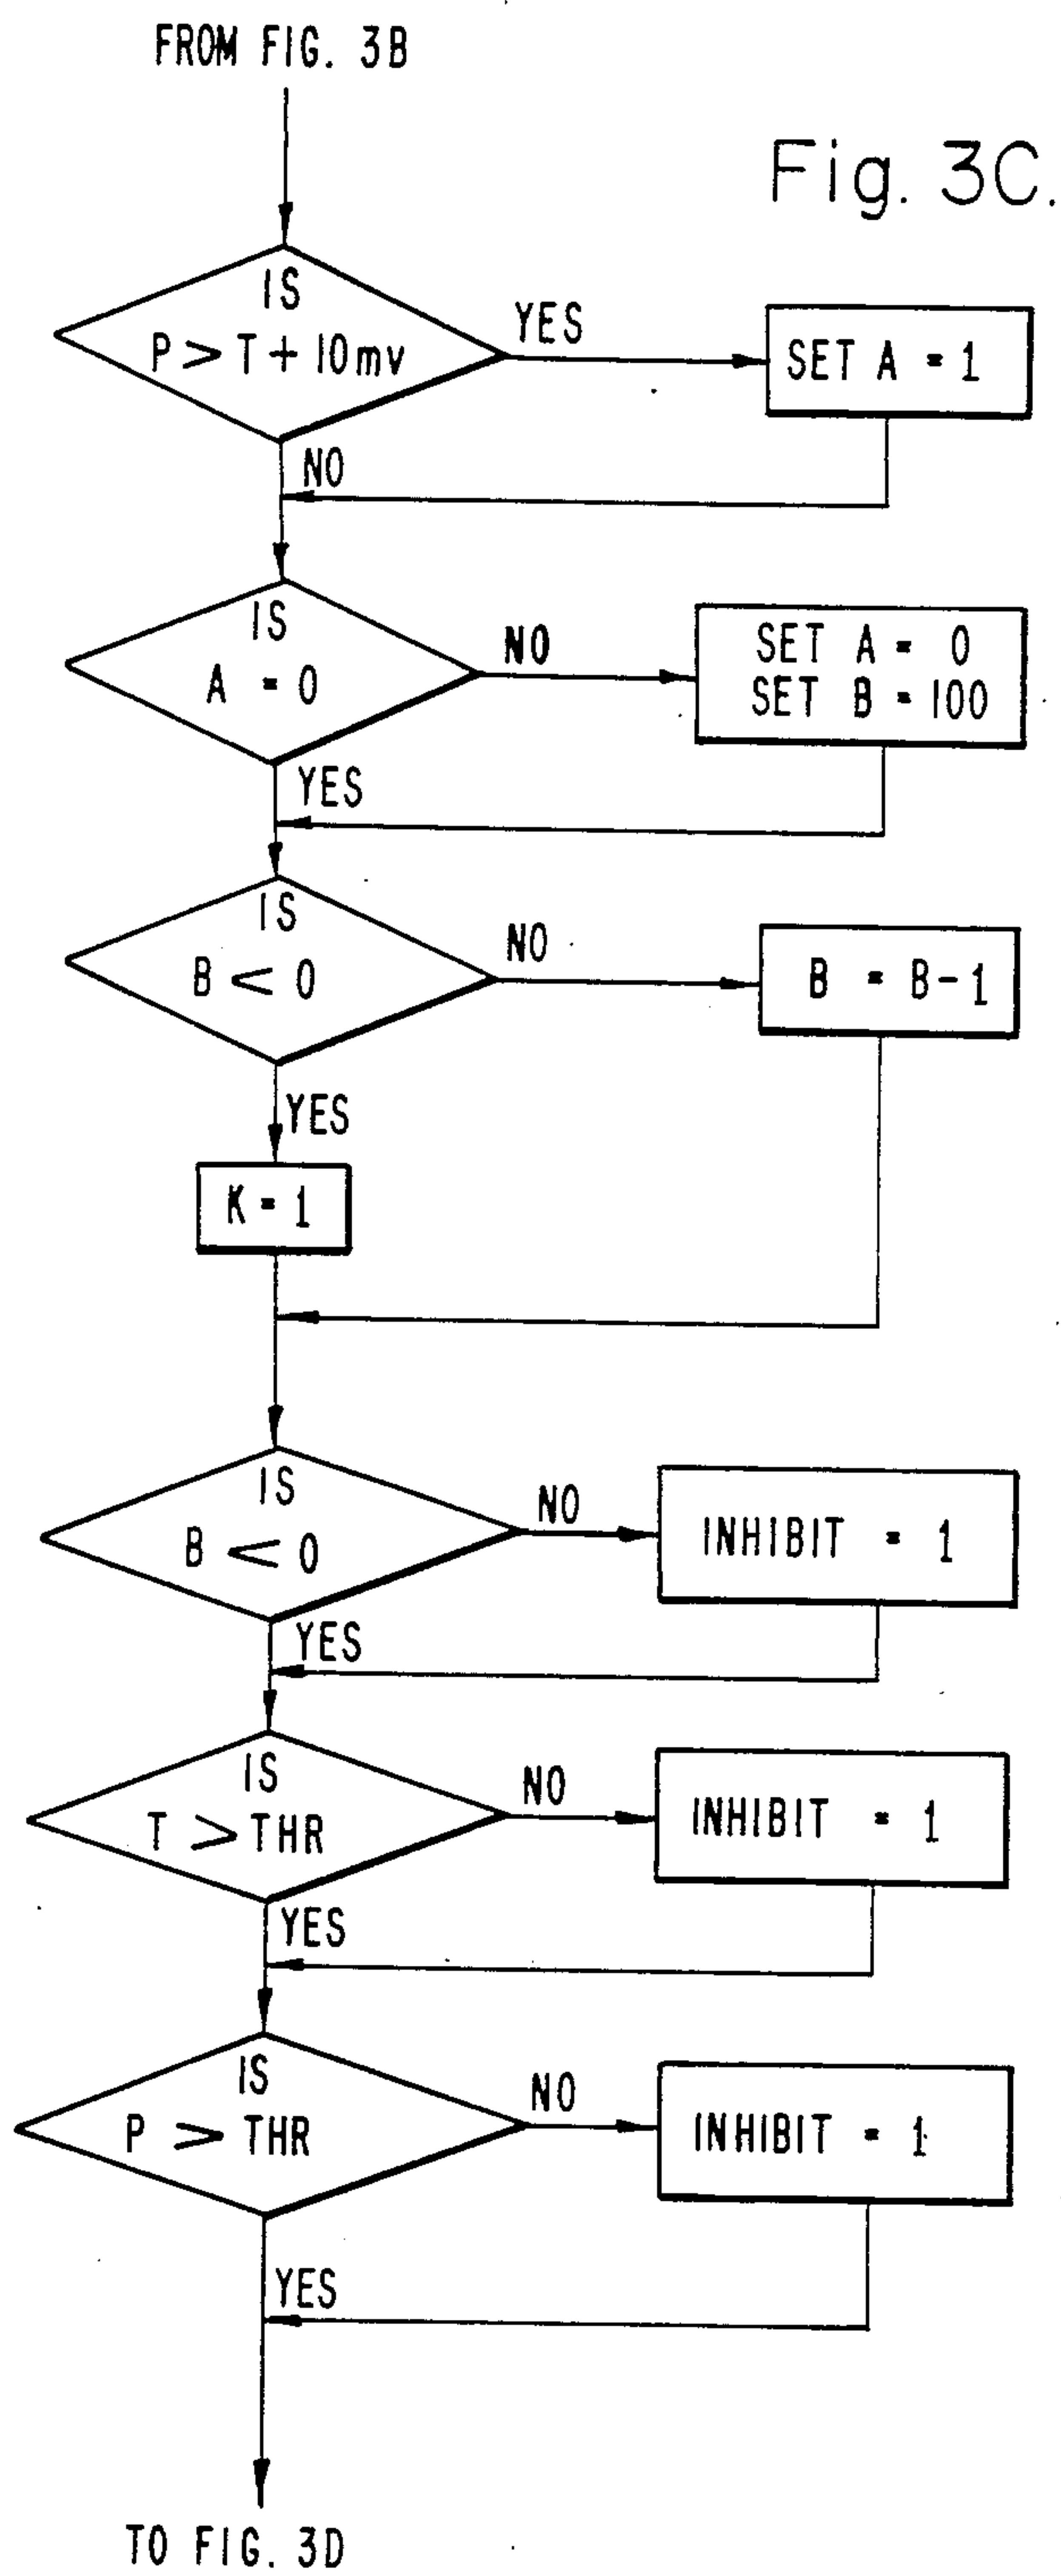 FROM FIG. 3B
Fig. 3C.
IS
P > T + 10mv
YES
SET A = 1
NO
IS
A = 0
NO
SET A = 0
SET B = 100
YES
IS
B < 0
NO
B = B-1
YES
K = 1
IS
B < 0
NO
INHIBIT = 1
YES
IS
T > THR
NO
INHIBIT = 1
YES
IS
P > THR
NO
INHIBIT = 1
YES
TO FIG. 3D